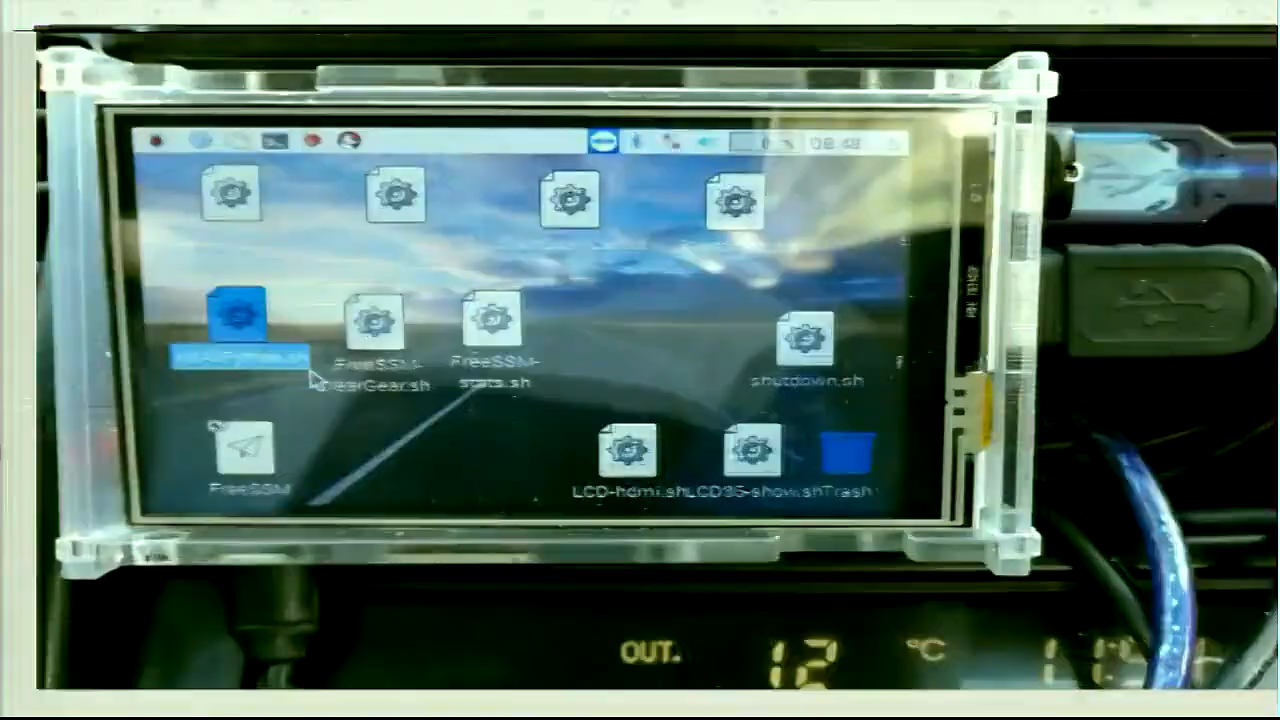 08:48
FreeSSM-
FreeSSM-
ClearGear.sh
stats.sh
shutdown.sh
FreeSSM
LCD-hdmi.sh
LCD35-show.sh
Trash
OUT.
12
°C